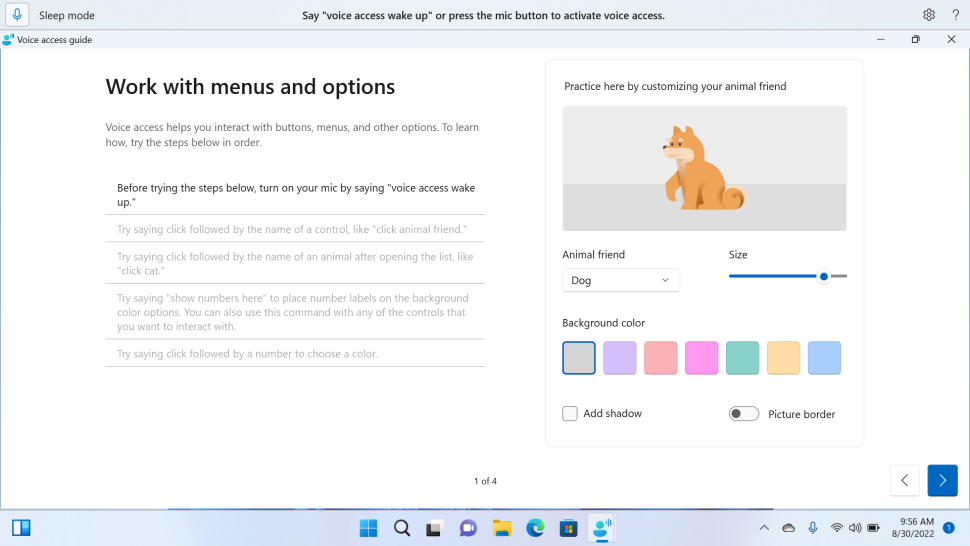 Sleep mode
Say "voice access wake up" or press the mic button to activate voice access.
?
Voice access guide
Work with menus and options
Voice access helps you interact with buttons, menus, and other options. To learn
how, try the steps below in order.
Before trying the steps below, turn on your mic by saying "voice access wake
up."
Try saying click followed by the name of a control, like "click animal friend."
Try saying click followed by the name of an animal after opening the list, like
"click cat."
Try saying "show numbers here" to place number labels on the background
color options. You can also use this command with any of the controls that
you want to interact with.
Try saying click followed by a number to choose a color.
Practice here by customizing your animal friend
Animal friend
Size
Dog
Background color
Add shadow
Picture border
1 of 4
9:56 AM
8/30/2022
1